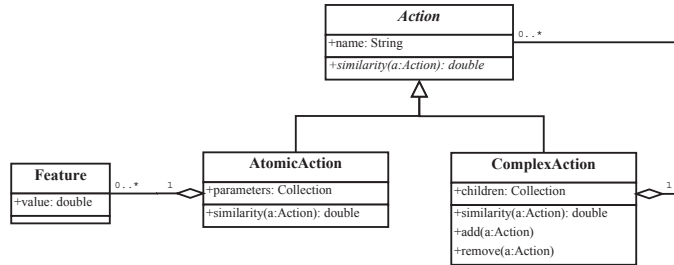 Action
+name: String
+similarity(a:Action): double
0..*
AtomicAction
+parameters: Collection
+similarity(a:Action): double
ComplexAction
+children: Collection
+similarity(a:Action): double
+add(a:Action)
+remove(a:Action)
1
Feature
+value: double
0..*
1